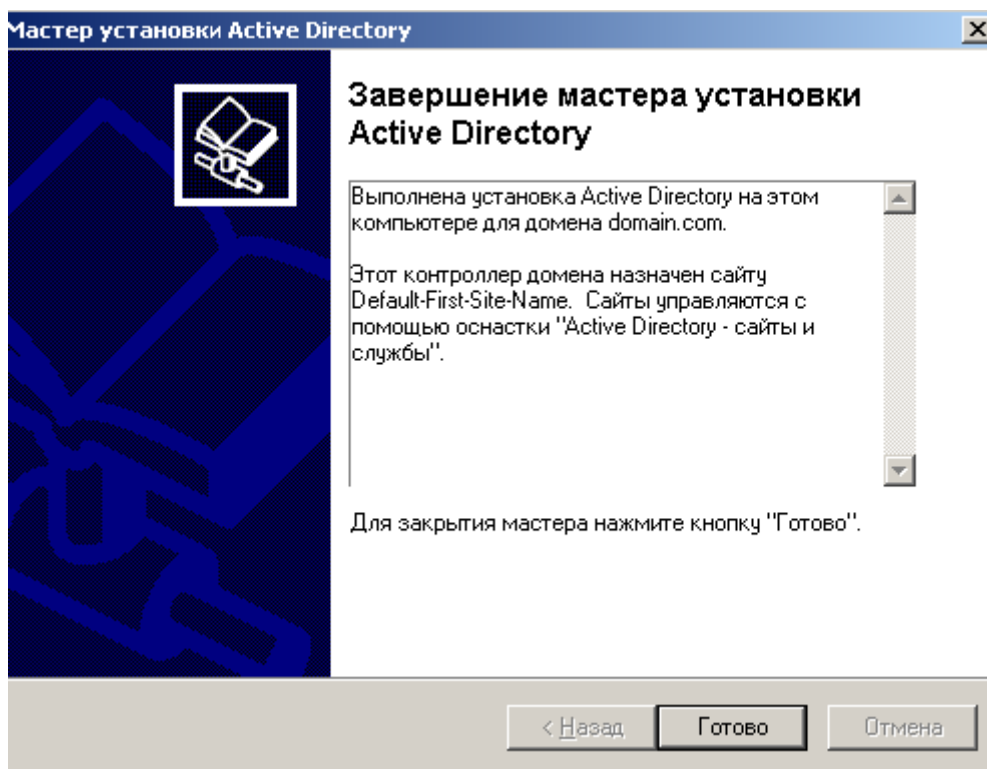 Мастер установки Active Directory
Завершение мастера установки
Active Directory
Выполнена установка Active Directory на этом
компьютере для домена domain.com.
Этот контроллер домена назначен сайту
Default-First-Site-Name. Сайты управляются с
помощью оснастки "Active Directory - сайты и
службы".
Для закрытия мастера нажмите кнопку "Готово".
< Назад
Готово
Отмена